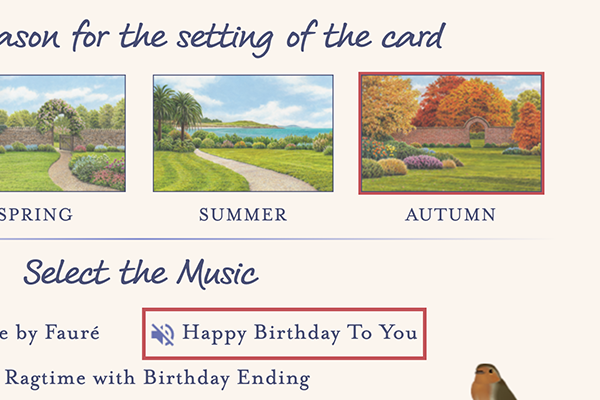 ason for the setting of the card
SPRING SUMMER AUTUMN
Select the Music
e by Fauré Happy Birthday To You
Ragtime with Birthday Ending